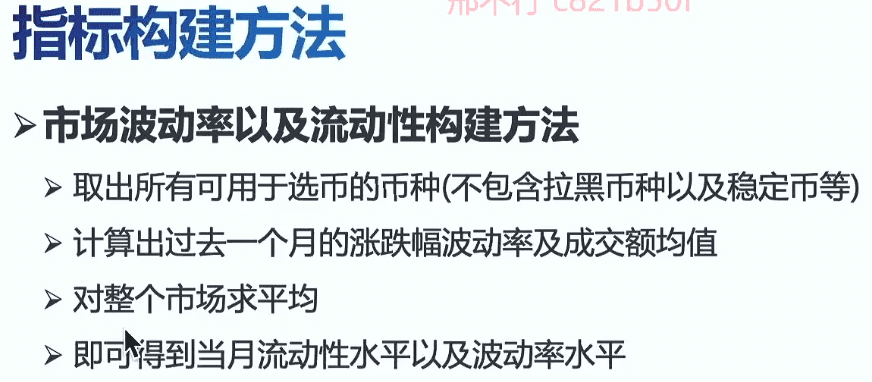 指标构建方法
市场波动率以及流动性构建方法
取出所有可用于选币的币种(不包含拉黑币种以及稳定币等)
计算出过去一个月的涨跌幅波动率及成交额均值
对整个市场求平均
即可得到当月流动性水平以及波动率水平